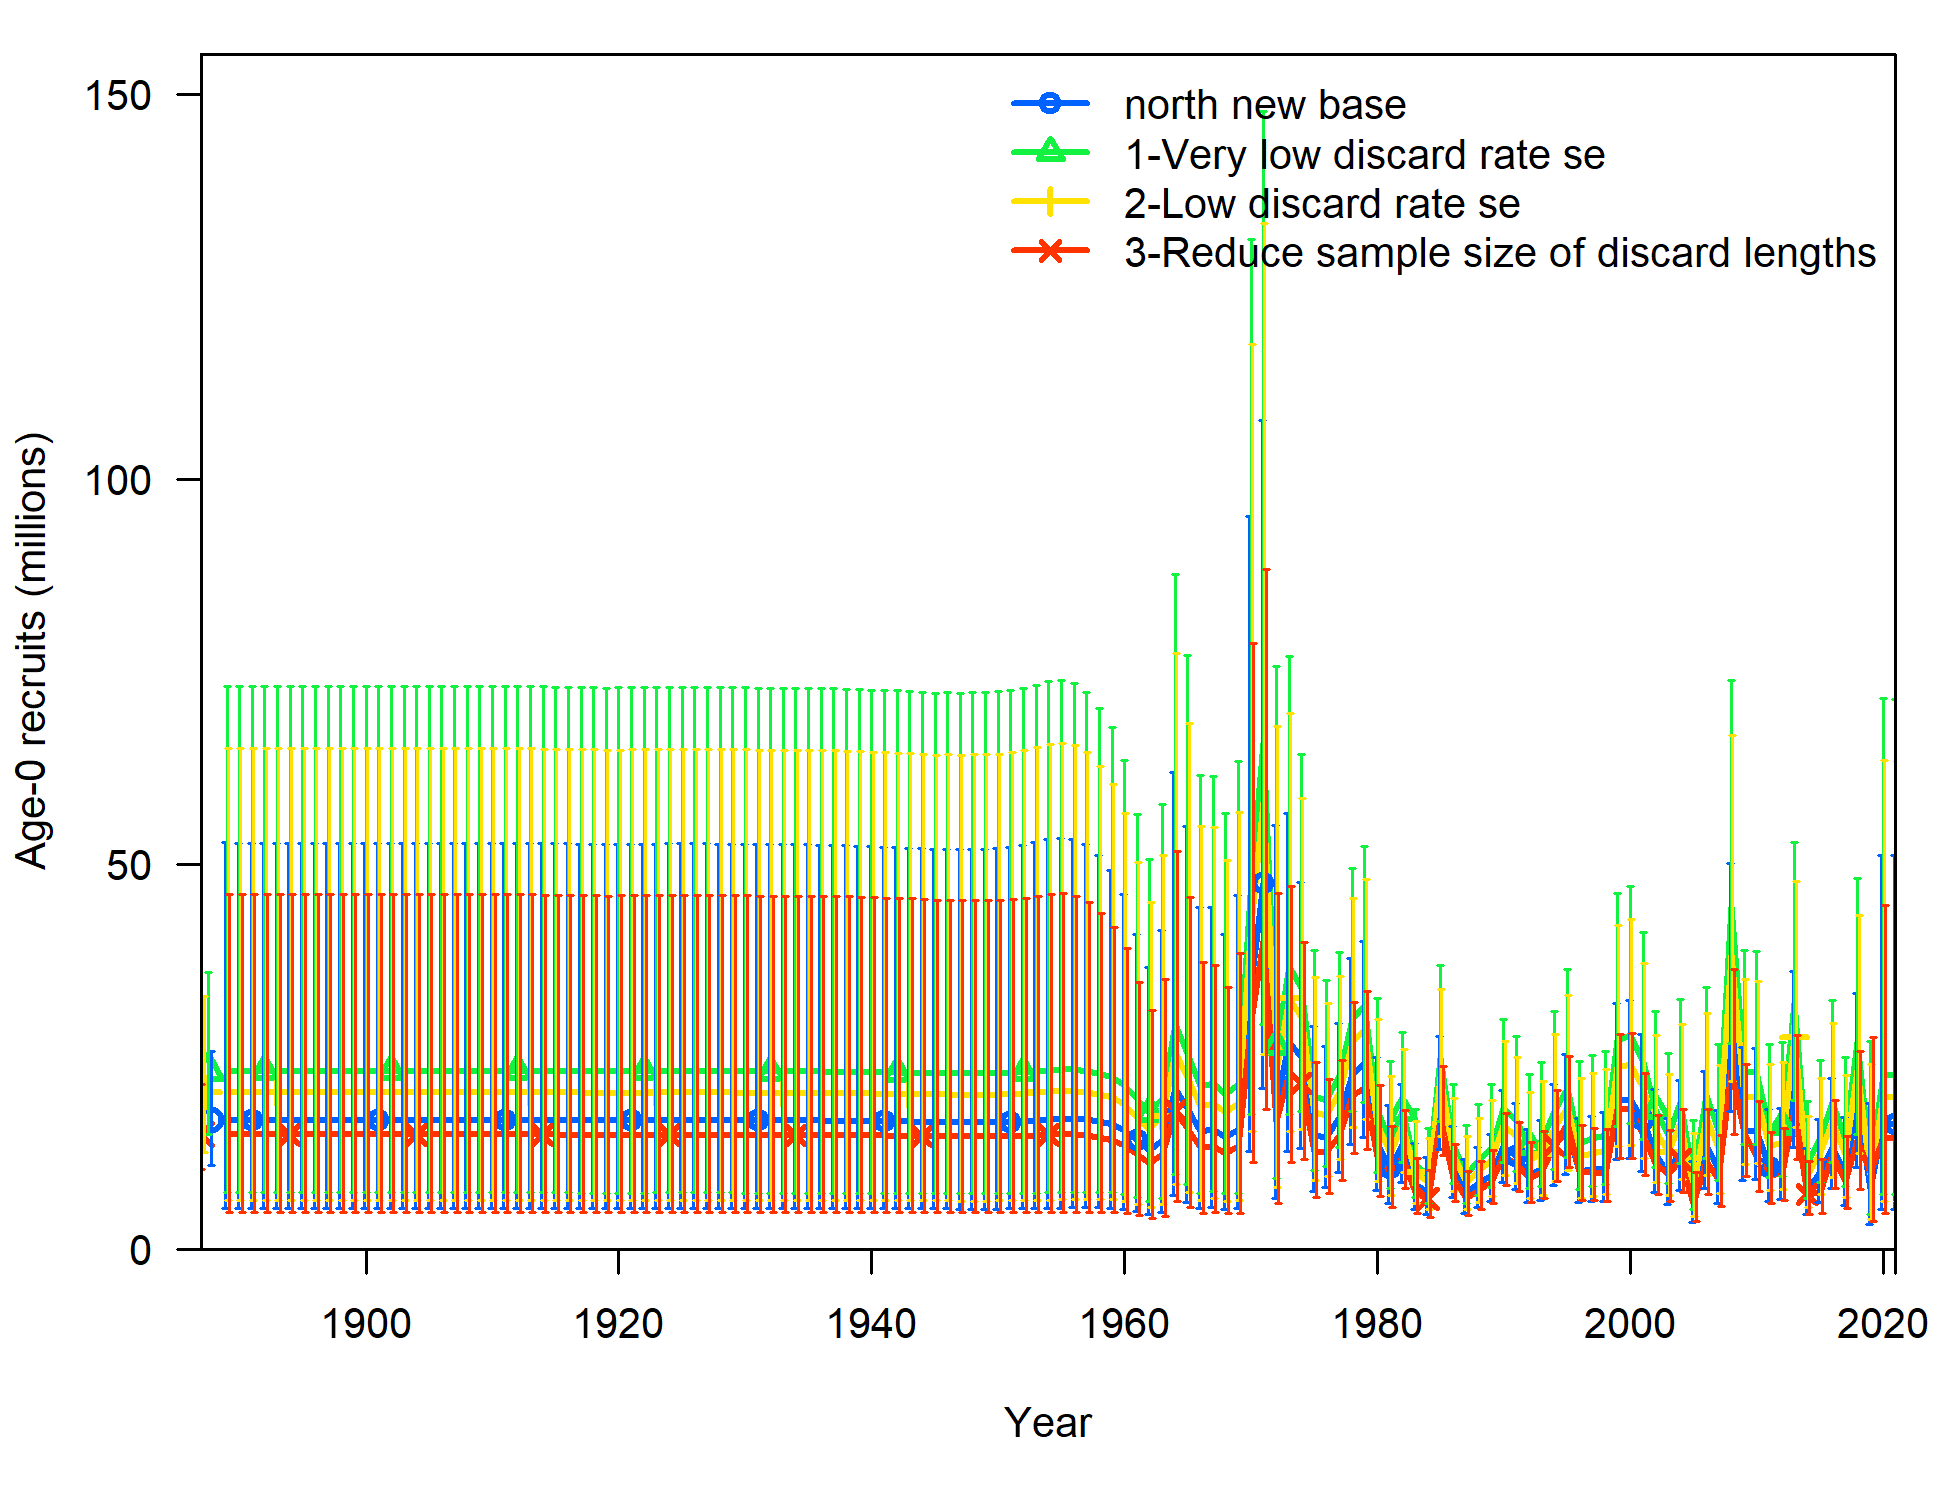 150
100
50
0
Age-0 recruits (millions)
north new base
1-Very low discard rate se
2-Low discard rate se
3-Reduce sample size of discard lengths
1900 1920 1940 1960 1980 2000 2020
Year